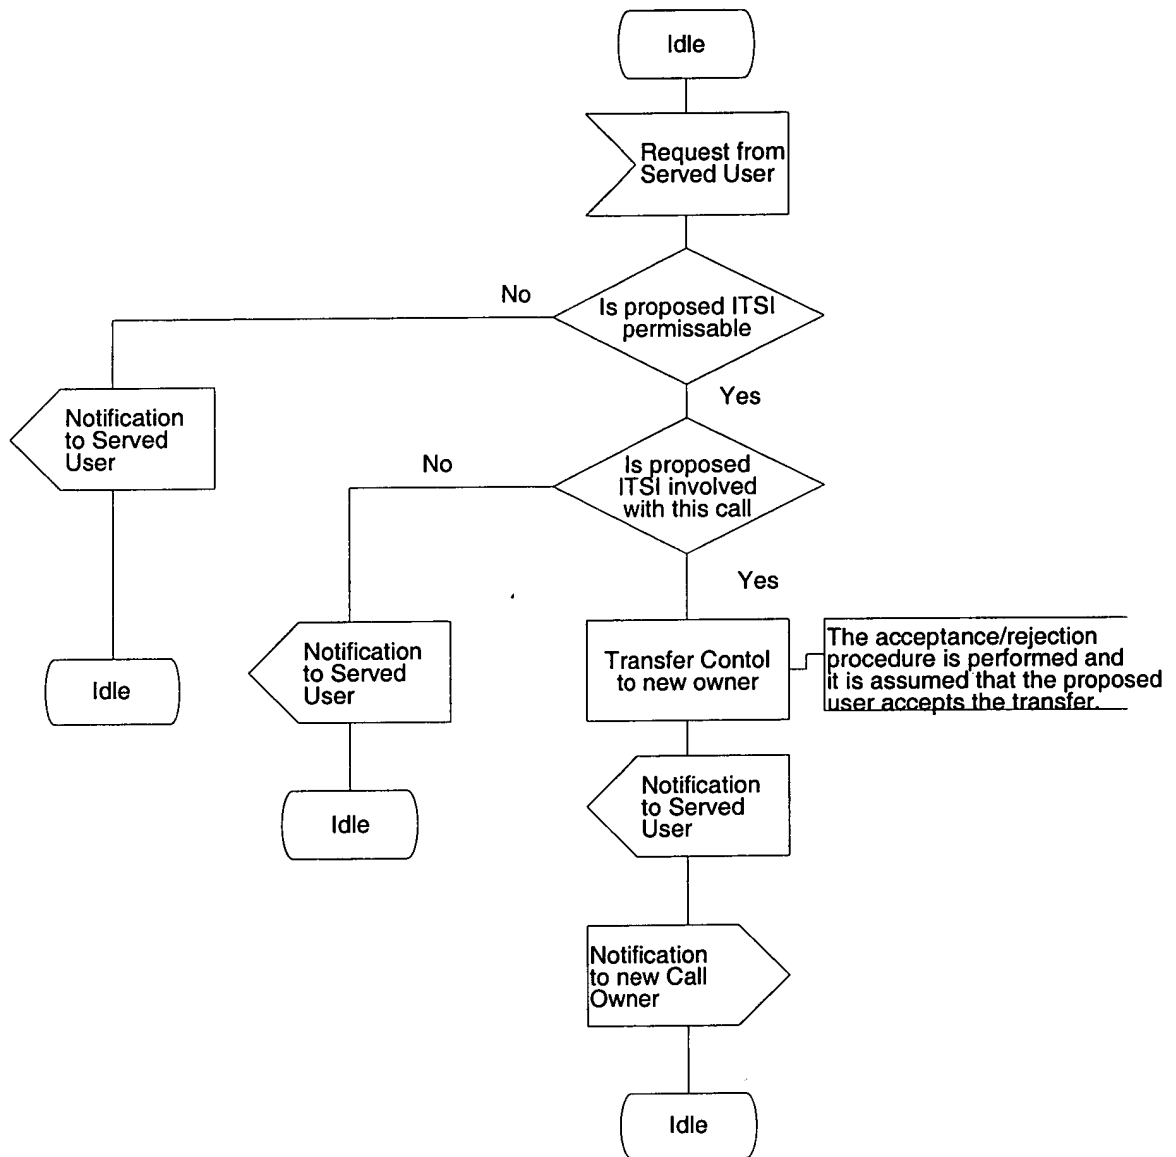 Idle
Request from
Served User
No
Is proposed ITSI
permissable
Yes
Notification
to Served
User
No
Is proposed
ITSI involved
with this call
Yes
Notification
to Served
User
Transfer Contol
to new owner
The acceptance/rejection
procedure is performed and
it is assumed that the proposed
user accepts the transfer.
Idle
Notification
to Served
User
Idle
Notification
to new Call
Owner
Idle